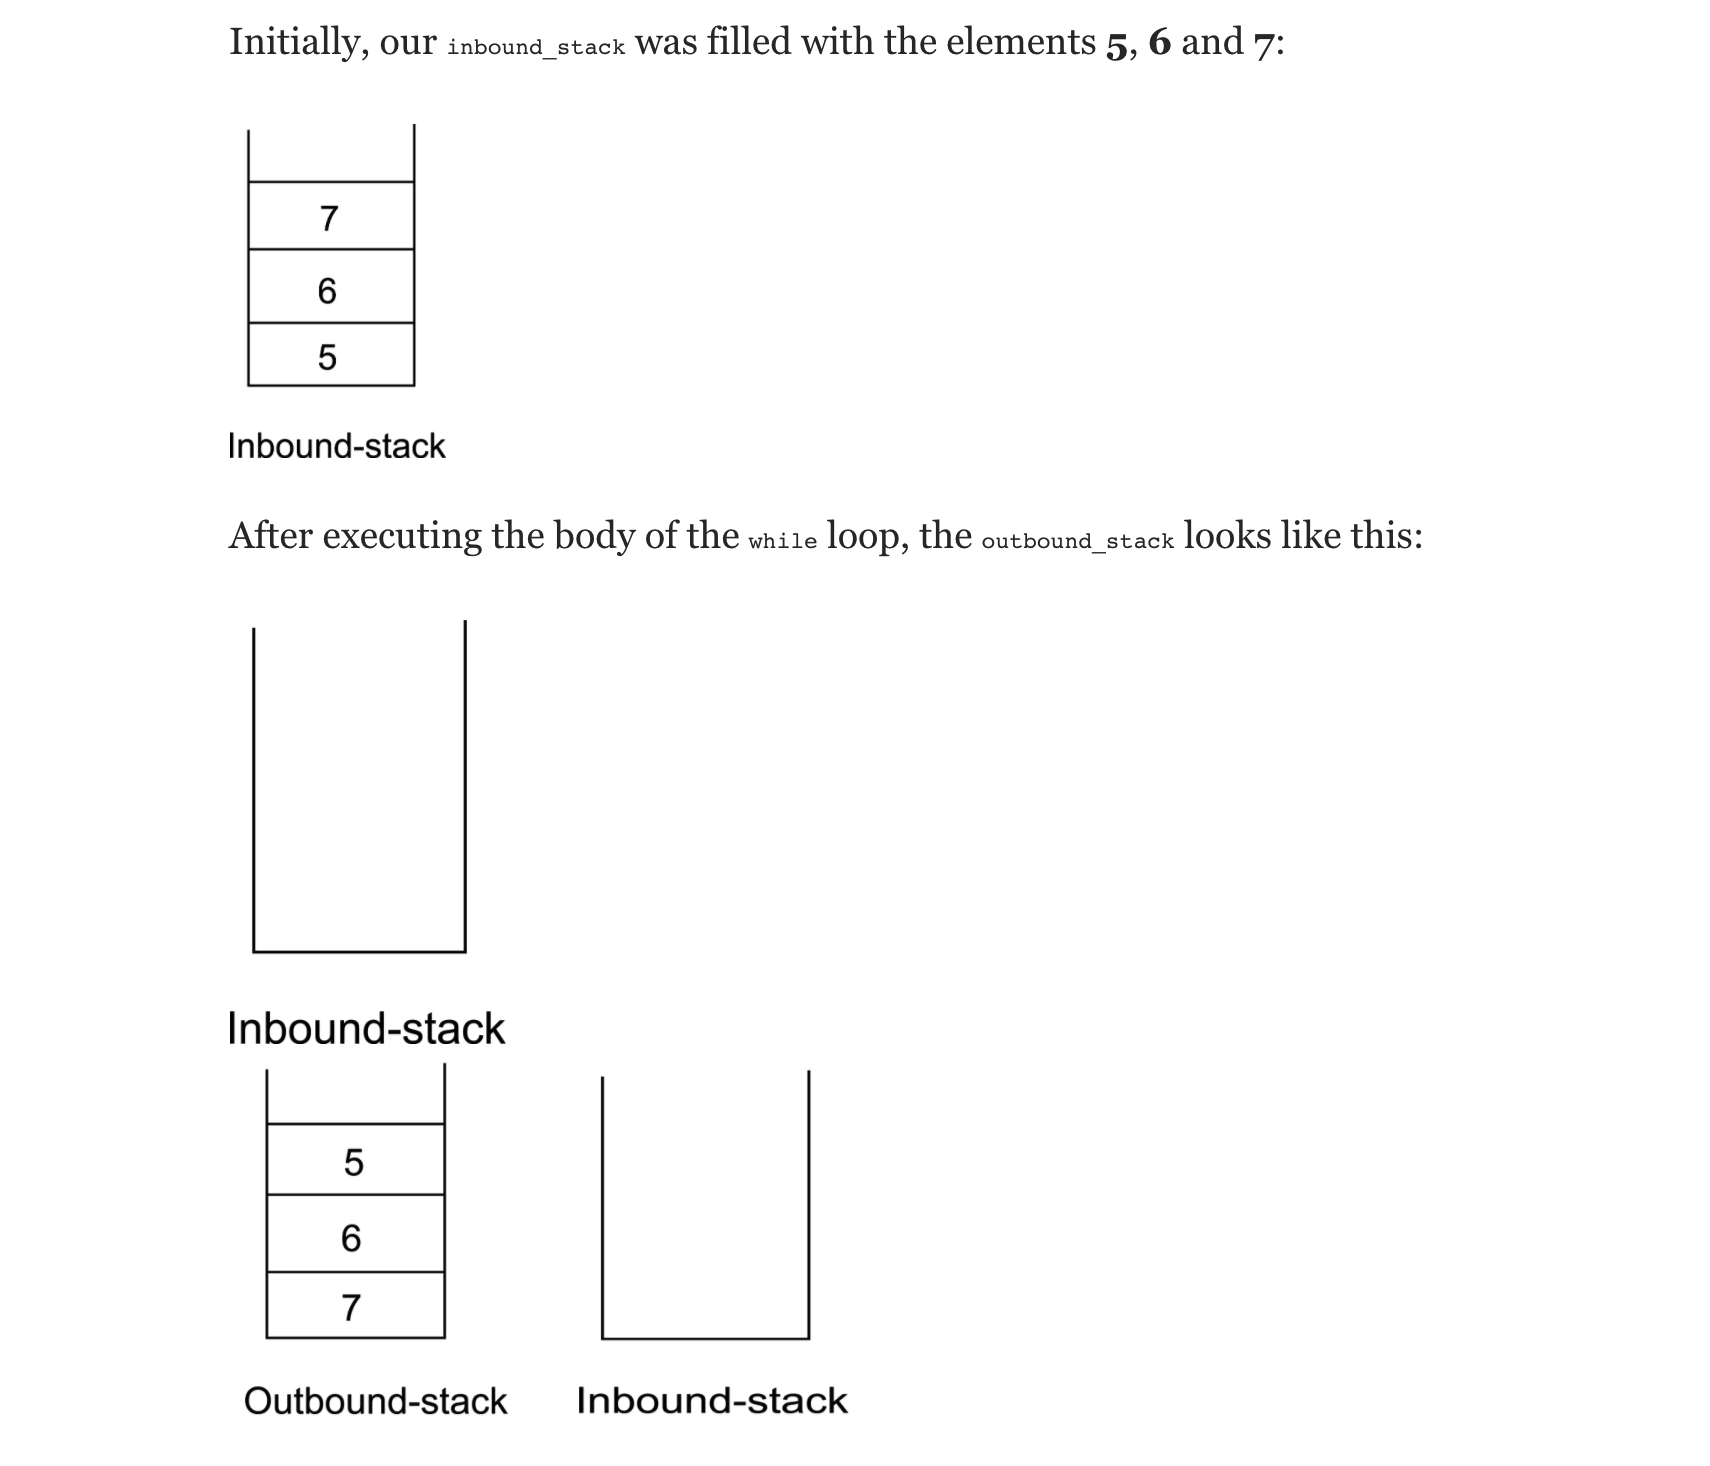 Initially, our inbound_stack was filled with the elements 5, 6 and 7:
7
6
5
Inbound-stack
After executing the body of the while loop, the outbound_stack looks like this:
Inbound-stack
5
6
7
Outbound-stack Inbound-stack